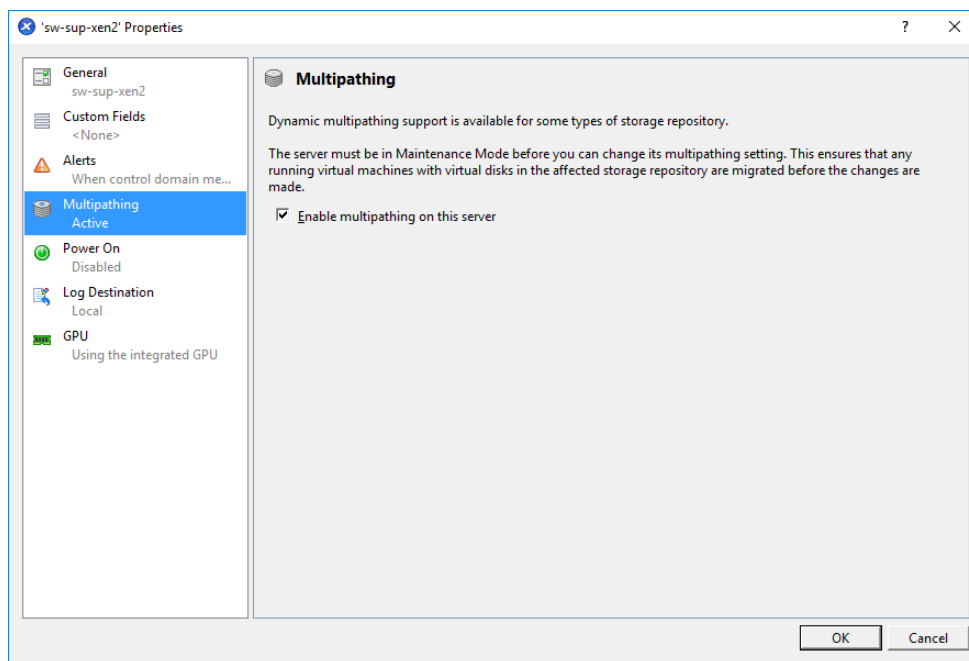 'sw-sup-xen2' Properties
?
General
sw-sup-xen2
Custom Fields
<None>
Alerts
When control domain me...
Multipathing
Active
Power On
Disabled
Log Destination
Local
GPU
Using the integrated GPU
Multipathing
Dynamic multipathing support is available for some types of storage repository.
The server must be in Maintenance Mode before you can change its multipathing setting. This ensures that any
running virtual machines with virtual disks in the affected storage repository are migrated before the changes are
made.
Enable multipathing on this server
OK
Cancel